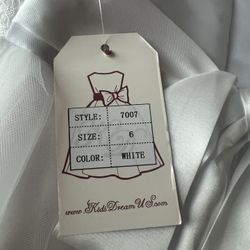 STYLE: 7007
SIZE: 6
COLOR: WHITE
www.KidsDreamUS.com